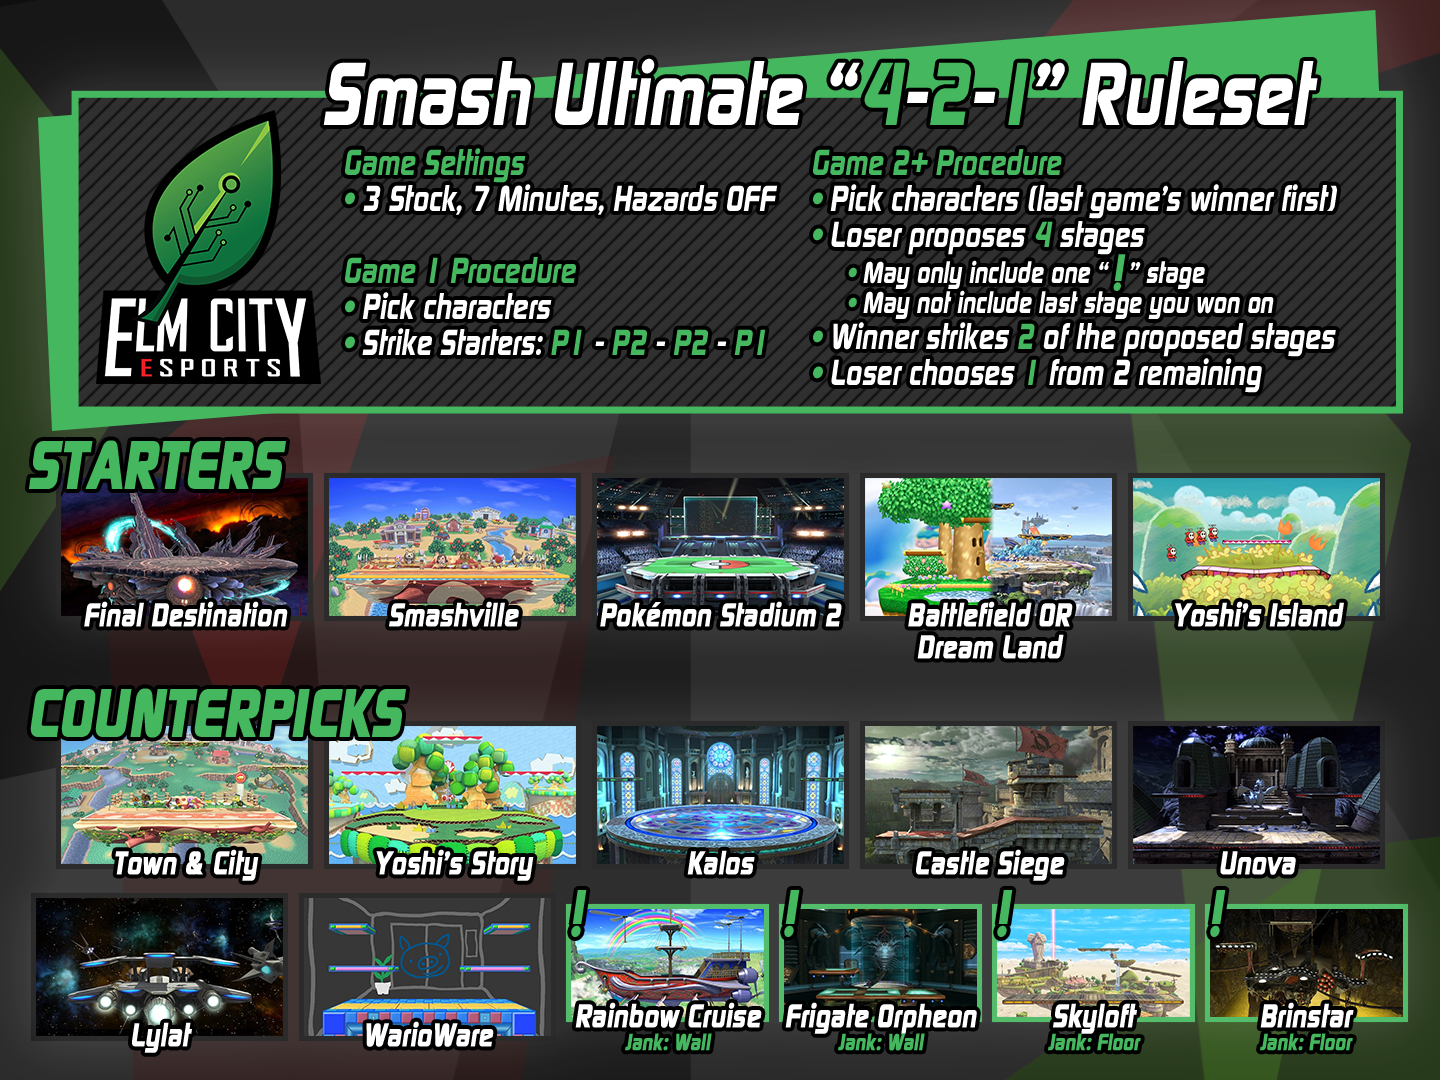 Smash Ultimate “4-2-1” Ruleset
ELM CITY
ESPORTS
Game Settings
• 3 Stock, 7 Minutes, Hazards OFF
Game 1 Procedure
• Pick characters
• Strike Starters: P1 - P2 - P2 - P1
Game 2+ Procedure
• Pick characters (last game's winner first)
• Loser proposes 4 stages
• May only include one “!” stage
• May not include last stage you won on
• Winner strikes 2 of the proposed stages
• Loser chooses 1 from 2 remaining
STARTERS
Final Destination
Smashville
Pokémon Stadium 2
Battlefield OR
Dream Land
Yoshi's Island
COUNTERPICKS
Town & City
Yoshi's Story
Kalos
Castle Siege
Unova
Lylat
WarioWare
!
Rainbow Cruise
Jank: Wall
!
Frigate Orpheon
Jank: Wall
!
Skyloft
Jank: Floor
!
Brinstar
Jank: Floor